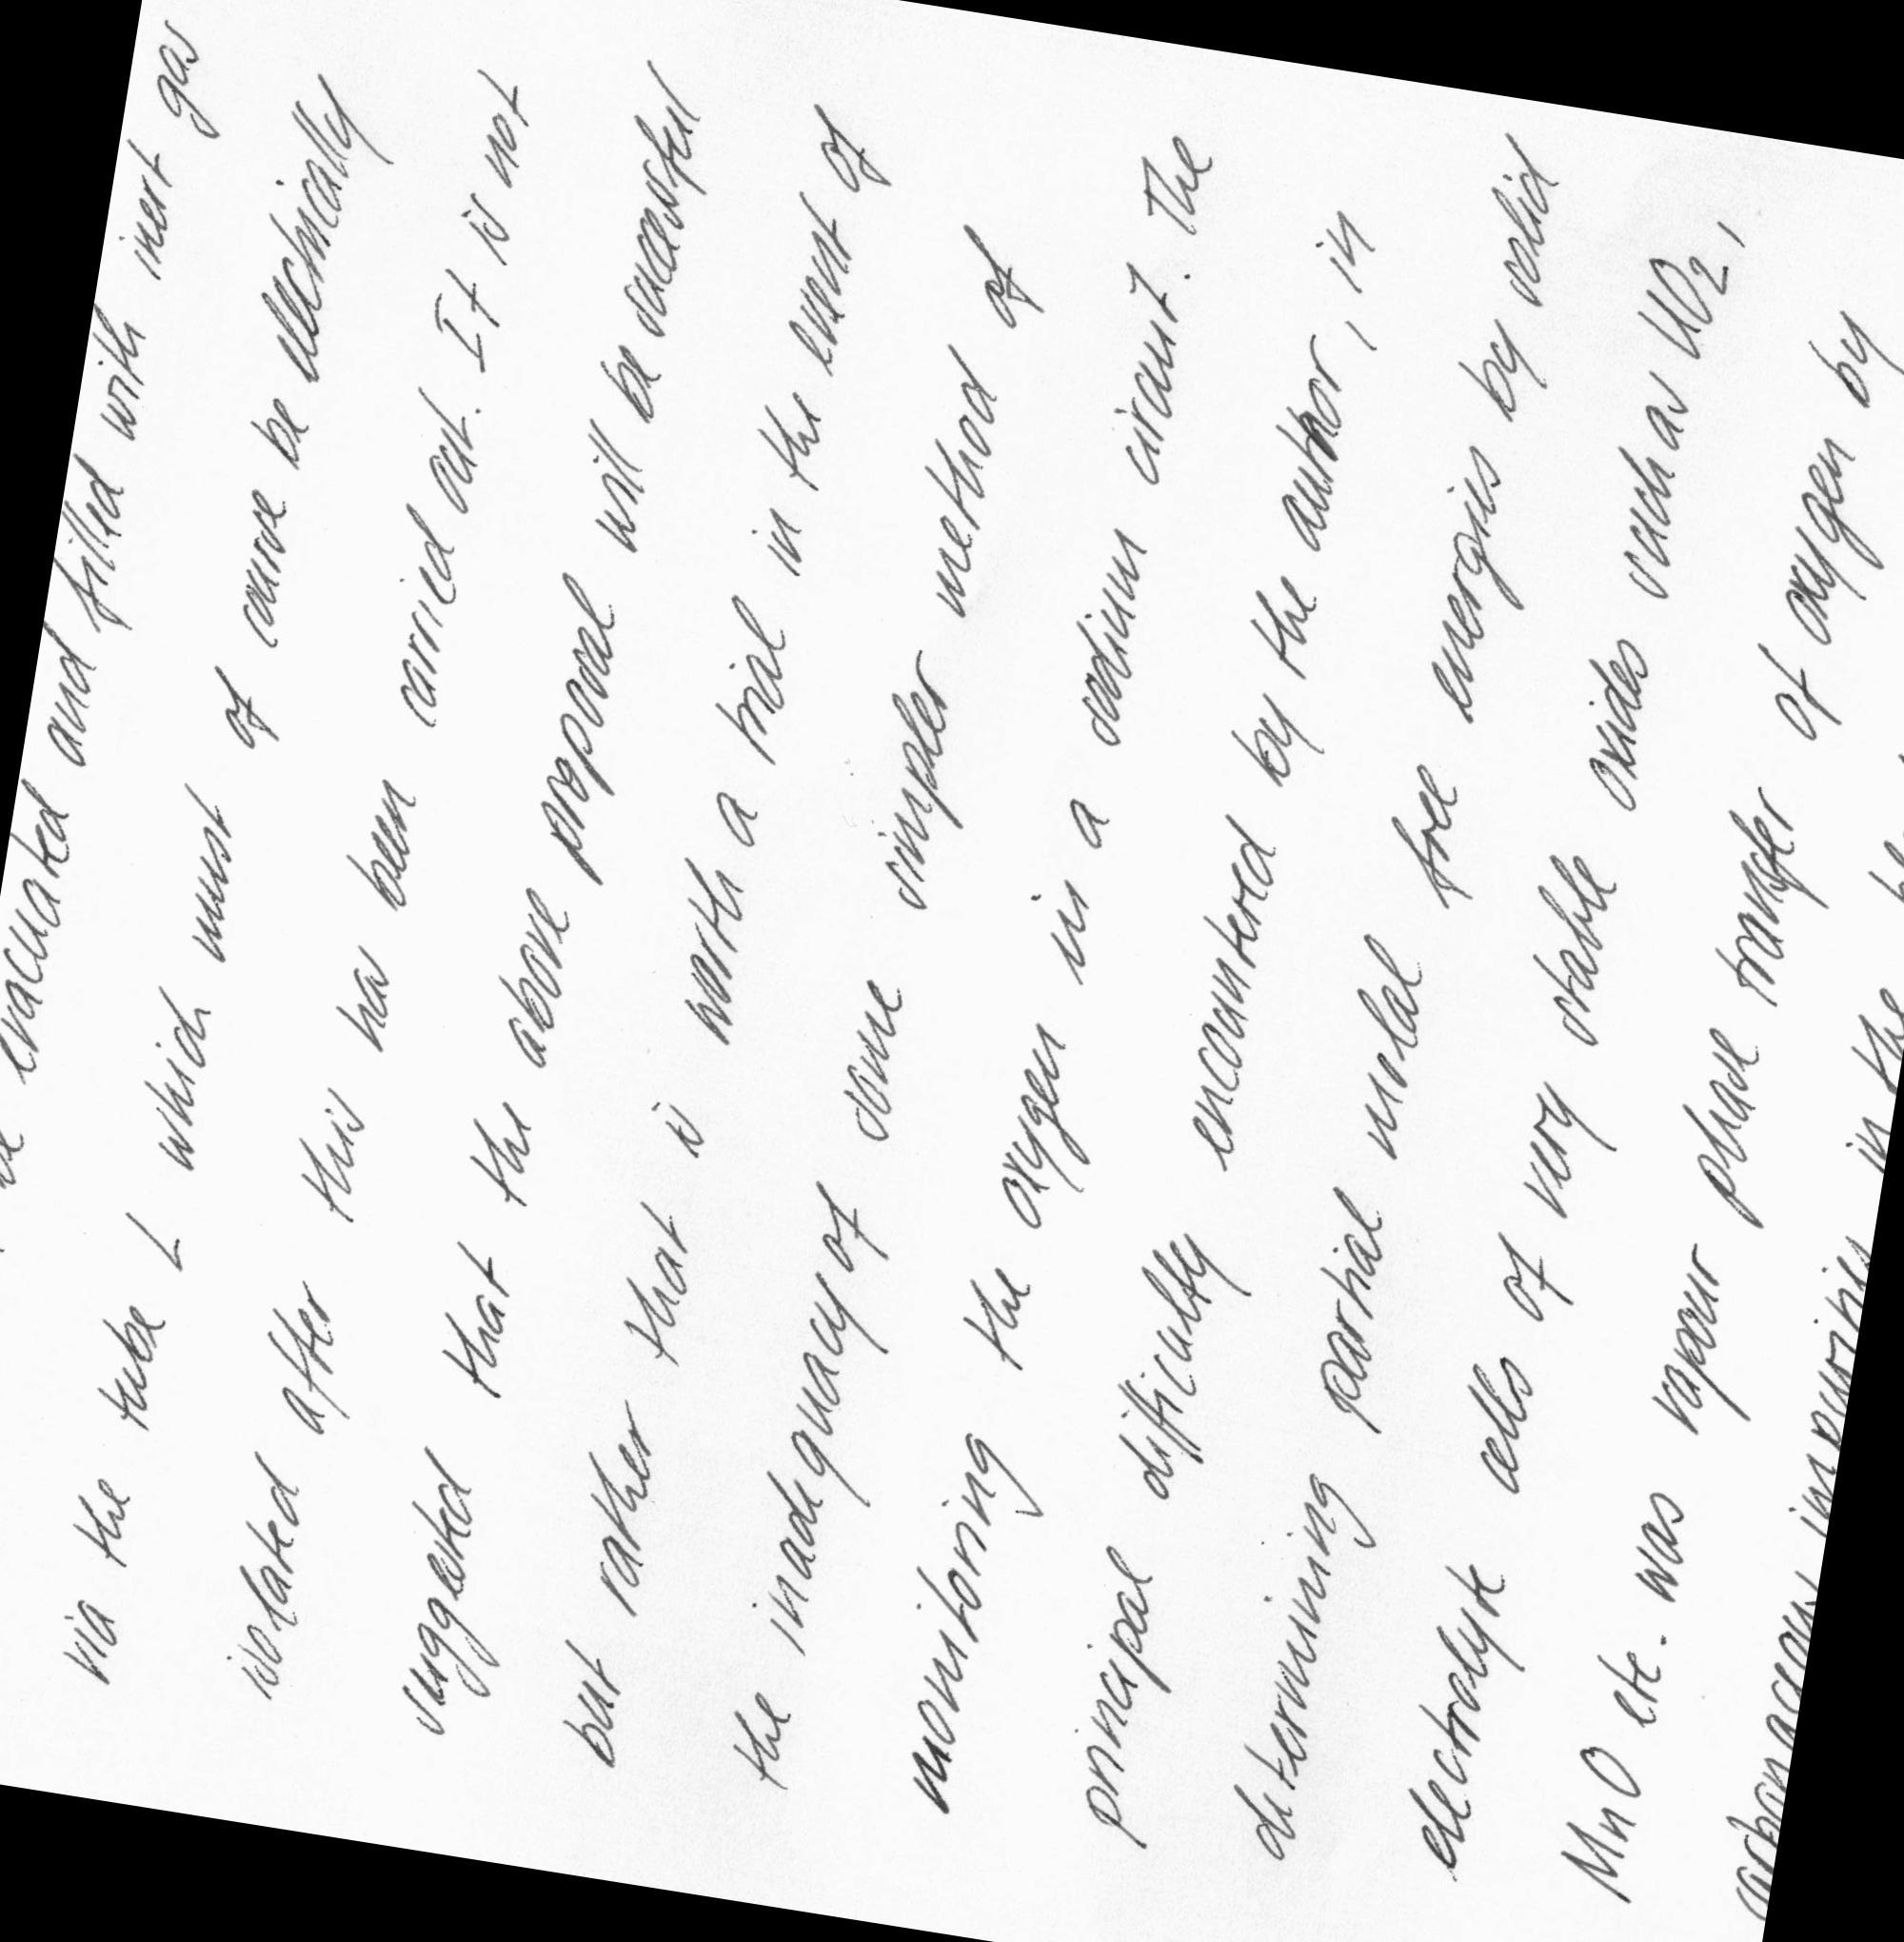 evacuated and filled with inert gas
via the tube L which must of course be electrically
isolated after this has been carried out. It is not
suggested that the above proposal will be successful
but rather that is worth a trial in the event of
the inadequacy of some simpler method of
monitoring the oxygen in a sodium circuit. The
principal difficulty encountered by the author, in
determining partial molal free energies by solid
electrolyte cells of very stable oxides such as UO2,
MnO etc. was vapour phase transfer of oxygen by
carbonaceous impurities in the